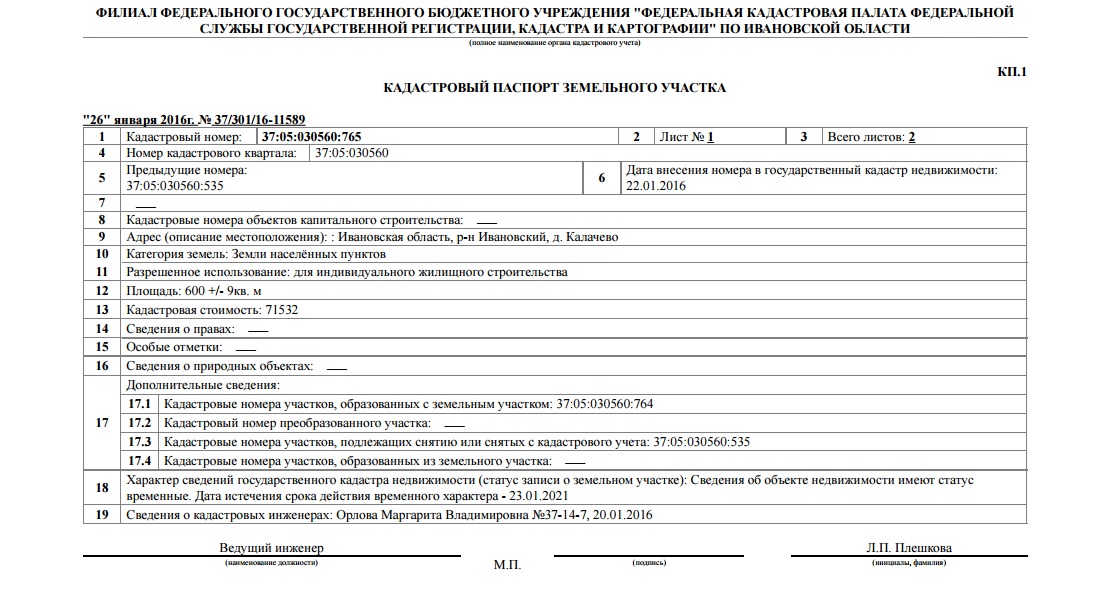 ФИЛИАЛ ФЕДЕРАЛЬНОГО ГОСУДАРСТВЕННОГО БЮДЖЕТНОГО УЧРЕЖДЕНИЯ "ФЕДЕРАЛЬНАЯ КАДАСТРОВАЯ ПАЛАТА ФЕДЕРАЛЬНОЙ
СЛУЖБЫ ГОСУДАРСТВЕННОЙ РЕГИСТРАЦИИ, КАДАСТРА И КАРТОГРАФИИ" ПО ИВАНОВСКОЙ ОБЛАСТИ
(полное наименование органа кадастрового учета)
КП.1
КАДАСТРОВЫЙ ПАСПОРТ ЗЕМЕЛЬНОГО УЧАСТКА
"26" января 2016г. № 37/301/16-11589
1 Кадастровый номер: 37:05:030560:765 2 Лист № 1 3 Всего листов: 2
4 Номер кадастрового квартала: 37:05:030560
5 Предыдущие номера: 6 Дата внесения номера в государственный кадастр недвижимости:
37:05:030560:535 22.01.2016
7 ___
8 Кадастровые номера объектов капитального строительства: ___
9 Адрес (описание местоположения): : Ивановская область, р-н Ивановский, д. Калачево
10 Категория земель: Земли населённых пунктов
11 Разрешенное использование: для индивидуального жилищного строительства
12 Площадь: 600 +/- 9кв. м
13 Кадастровая стоимость: 71532
14 Сведения о правах: ___
15 Особые отметки: ___
16 Сведения о природных объектах: ___
17 Дополнительные сведения:
17.1 Кадастровые номера участков, образованных с земельным участком: 37:05:030560:764
17.2 Кадастровый номер преобразованного участка: ___
17.3 Кадастровые номера участков, подлежащих снятию или снятых с кадастрового учета: 37:05:030560:535
17.4 Кадастровые номера участков, образованных из земельного участка: ___
18 Характер сведений государственного кадастра недвижимости (статус записи о земельном участке): Сведения об объекте недвижимости имеют статус
временные. Дата истечения срока действия временного характера - 23.01.2021
19 Сведения о кадастровых инженерах: Орлова Маргарита Владимировна №37-14-7, 20.01.2016
Ведущий инженер Л.П. Плешкова
(наименование должности) М.П. (подпись) (инициалы, фамилия)